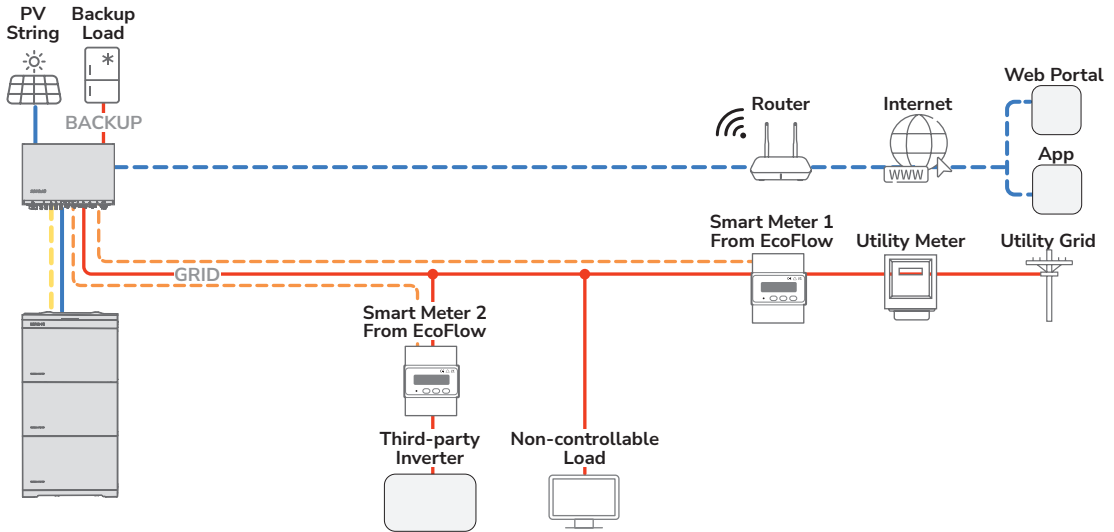 PV
String
Backup
Load
BACKUP
Router
Internet
WWW
Web Portal
App
GRID
Smart Meter 1
From EcoFlow
Utility Meter
Utility Grid
Smart Meter 2
From EcoFlow
Third-party
Inverter
Non-controllable
Load